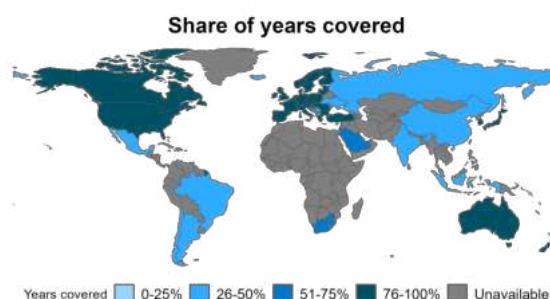 Share of years covered
Years covered 0-25% 26-50% 51-75% 76-100% Unavailable